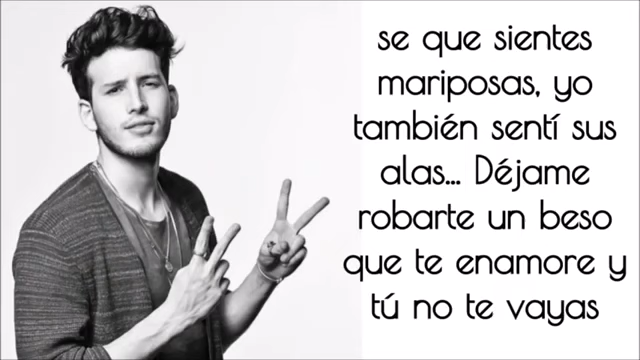 se que sientes
mariposas, yo
también sentí sus
alas... Déjame
robarte un beso
que te enamore y
tú no te vayas